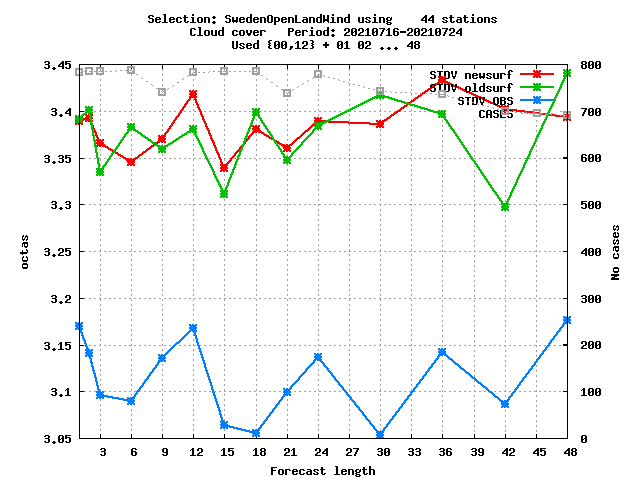 Selection: SwedenOpenLandWind using    44 stations
Cloud cover   Period: 20210716-20210724
Used {00,12} + 01 02 ... 48
STDV newsurf
STDV oldsurf
STDV OBS
CASES
3,45
3,4
3,35
3,3
3,25
3,2
3,15
3,1
3,05
octas
800
700
600
500
400
300
200
100
0
No cases
3 6 9 12 15 18 21 24 27 30 33 36 39 42 45 48
Forecast length